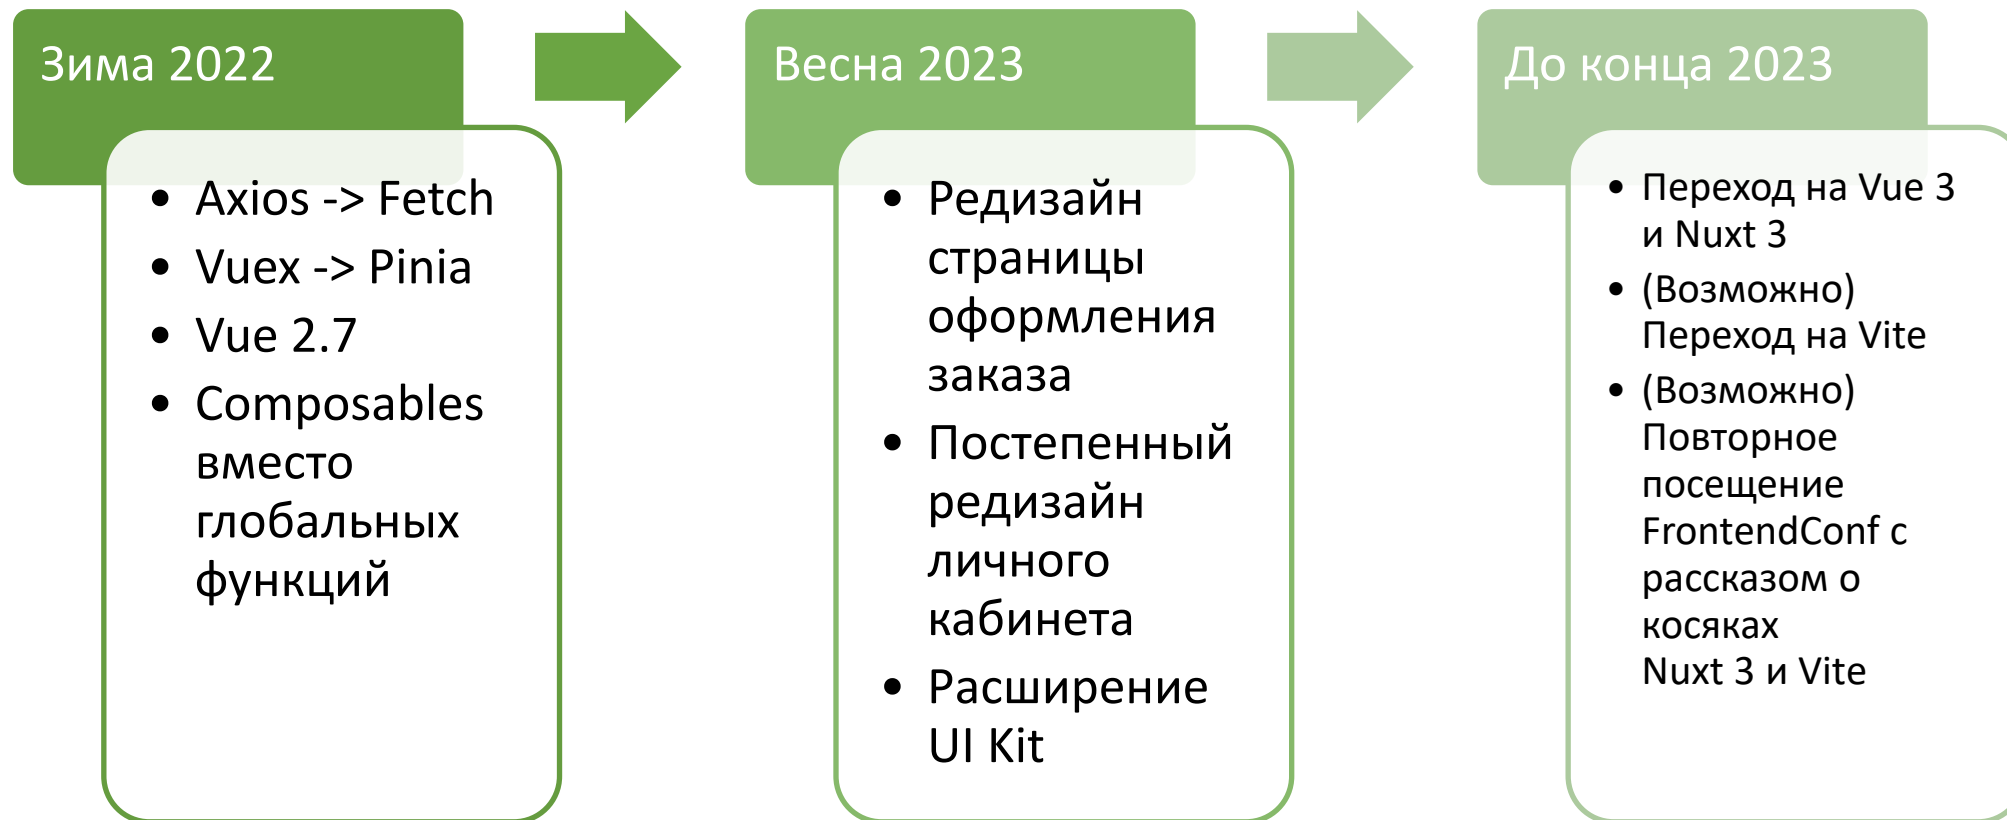 Зима 2022
• Axios -> Fetch
• Vuex -> Pinia
• Vue 2.7
• Composables
вместо
глобальных
функций
Весна 2023
• Редизайн
страницы
оформления
заказа
• Постепенный
редизайн
личного
кабинета
• Расширение
UI Kit
До конца 2023
• Переход на Vue 3
и Nuxt 3
• (Возможно)
Переход на Vite
• (Возможно)
Повторное
посещение
FrontendConf с
рассказом о
косяках
Nuxt 3 и Vite